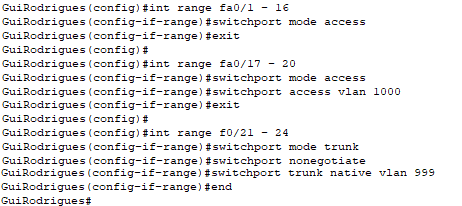 GuiRodrigues(config)#int range fa0/1 - 16
GuiRodrigues(config-if-range)#switchport mode access
GuiRodrigues(config-if-range)#exit
GuiRodrigues(config)#
GuiRodrigues(config)#int range fa0/17 - 20
GuiRodrigues(config-if-range)#switchport mode access
GuiRodrigues(config-if-range)#switchport access vlan 1000
GuiRodrigues(config-if-range)#exit
GuiRodrigues(config)#
GuiRodrigues(config)#int range f0/21 - 24
GuiRodrigues(config-if-range)#switchport mode trunk
GuiRodrigues(config-if-range)#switchport nonegotiate
GuiRodrigues(config-if-range)#switchport trunk native vlan 999
GuiRodrigues(config-if-range)#end
GuiRodrigues#